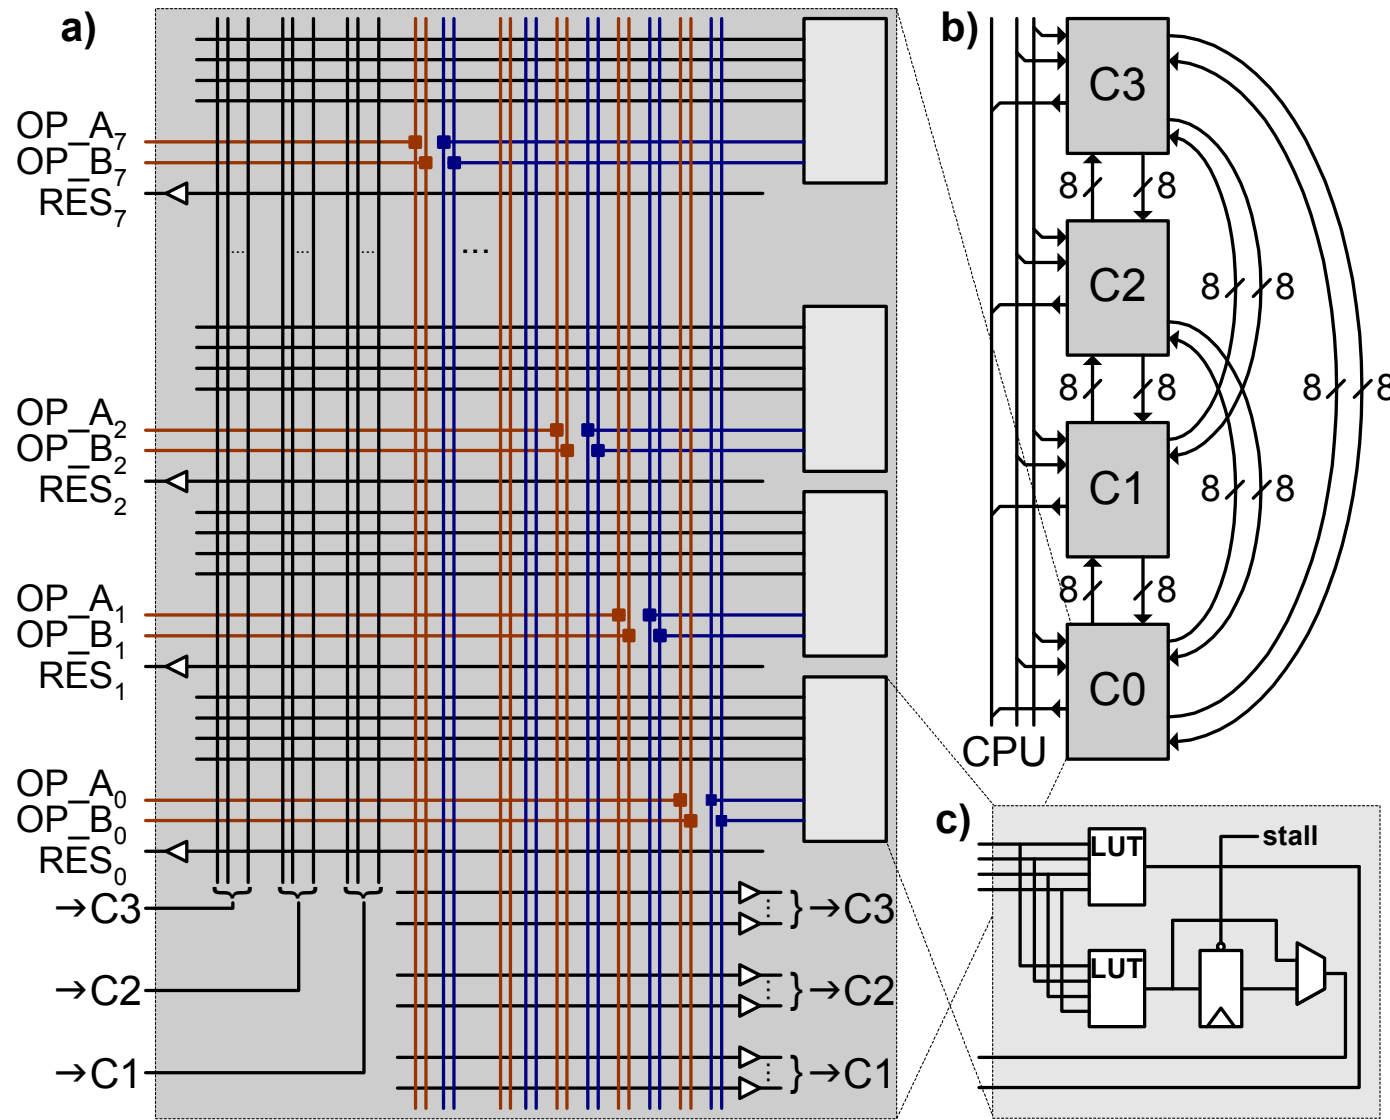 a)
OP_A7
OP_B7
RES7
... ... ... ...
OP_A2
OP_B2
RES2
OP_A1
OP_B1
RES1
OP_A0
OP_B0
RES0
→C3
→C2
→C1
} →C3
} →C2
} →C1
b)
C3
8 8
C2
8 8
8 8
8 8
C1
8 8
8 8
C0
CPU
c)
LUT
stall
LUT